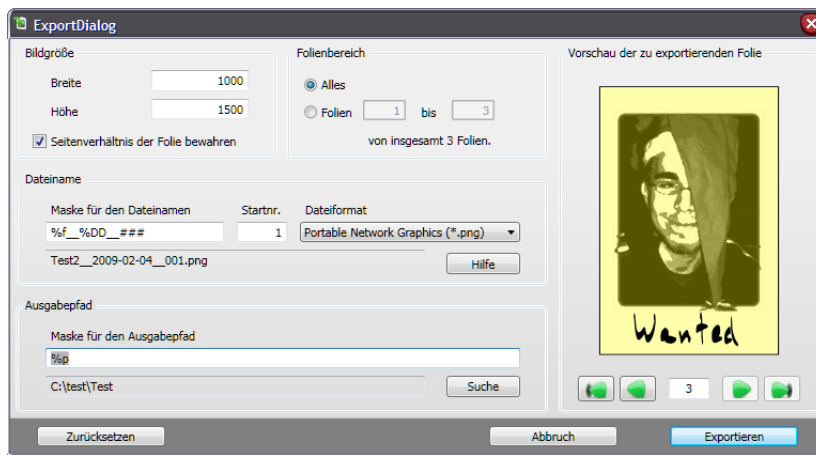 ExportDialog
Bildgröße
Breite 1000
Höhe 1500
Seitenverhältnis der Folie bewahren
Folienbereich
Alles
Folien 1 bis 3
von insgesamt 3 Folien.
Dateiname
Maske für den Dateinamen Startnr. Dateiformat
%f__%DD__### 1 Portable Network Graphics (*.png)
Test2__2009-02-04__001.png Hilfe
Ausgabepfad
Maske für den Ausgabepfad
%p
C:\test\Test Suche
Vorschau der zu exportierenden Folie
Wanted
3
Zurücksetzen Abbruch Exportieren